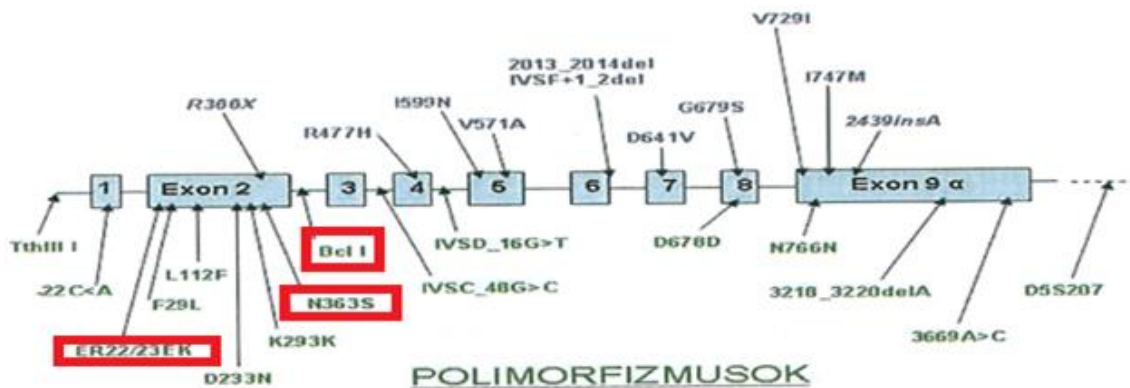 V729I
2013_2014del
IVSF+1_2del
I747M
R366X
I599N
G679S
V571A
D641V
2439insA
R477H
1
Exon 2
3
4
5
6
7
8
Exon 9 α
TthIII I
Bcl I
IVSD_16G>T
D678D
N766N
-22C<A
L112F
F29L
N363S
IVSC_48G>C
3218_3220delA
D5S207
K293K
3669A>C
ER22/23EK
D233N
POLIMORFIZMUSOK